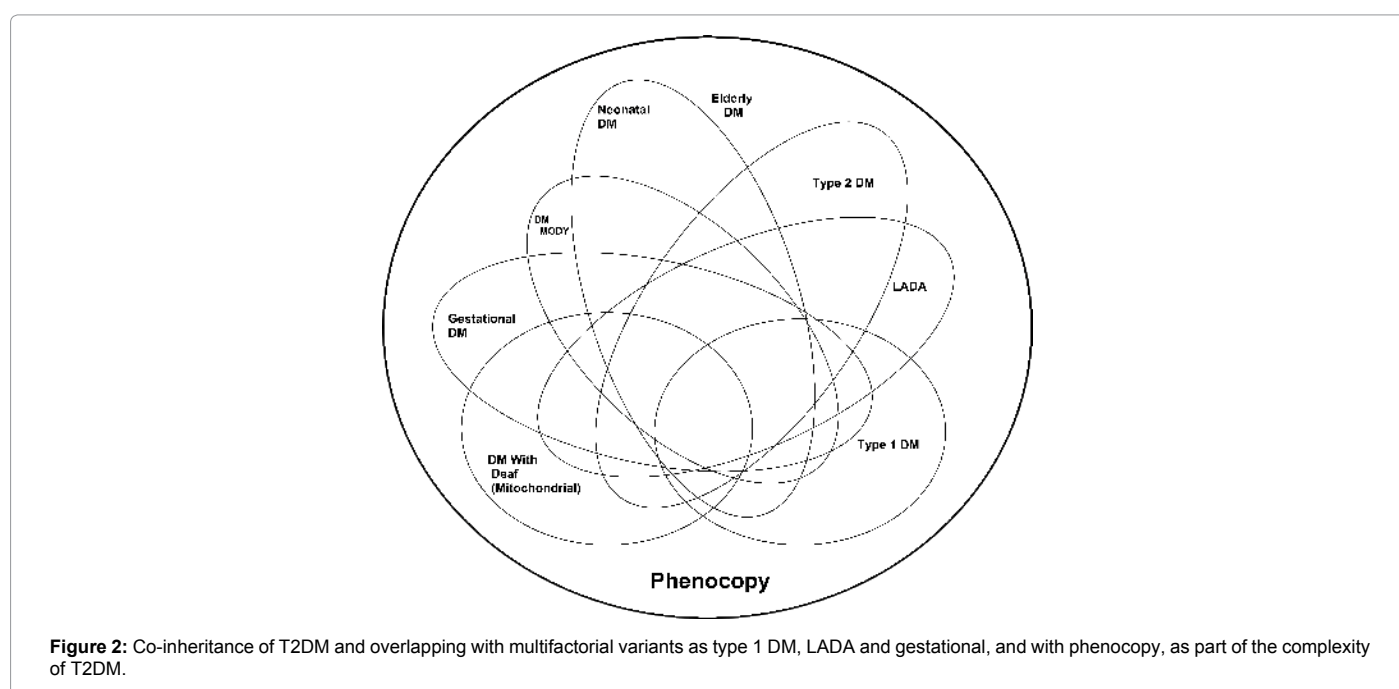 Neonatal
DM
Elderly
DM
Type 2 DM
DM
MODY
LADA
Gestational
DM
Type 1 DM
DM With
Deaf
(Mitochondrial)
Phenocopy
Figure 2: Co-inheritance of T2DM and overlapping with multifactorial variants as type 1 DM, LADA and gestational, and with phenocopy, as part of the complexity
of T2DM.